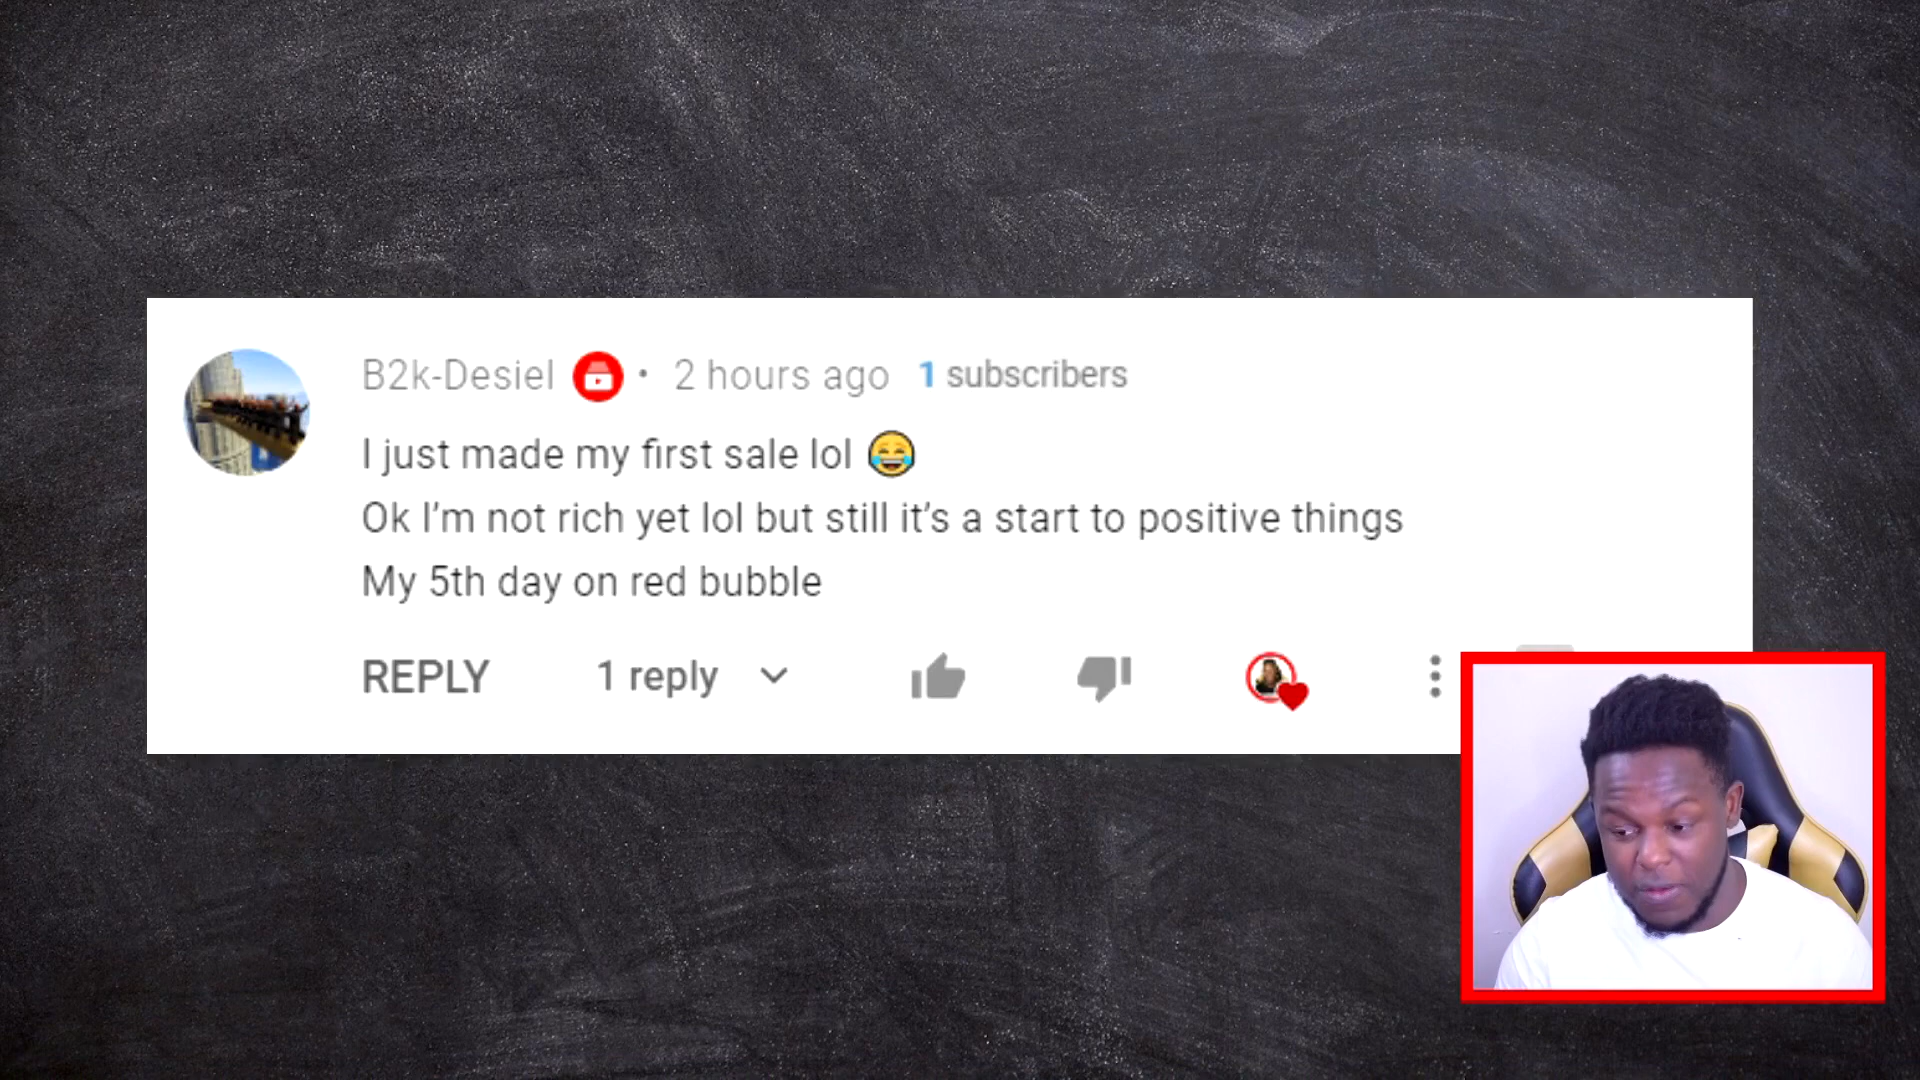 B2k-Desiel • 2 hours ago 1 subscribers
I just made my first sale lol 😂
Ok I’m not rich yet lol but still it’s a start to positive things
My 5th day on red bubble
REPLY 1 reply